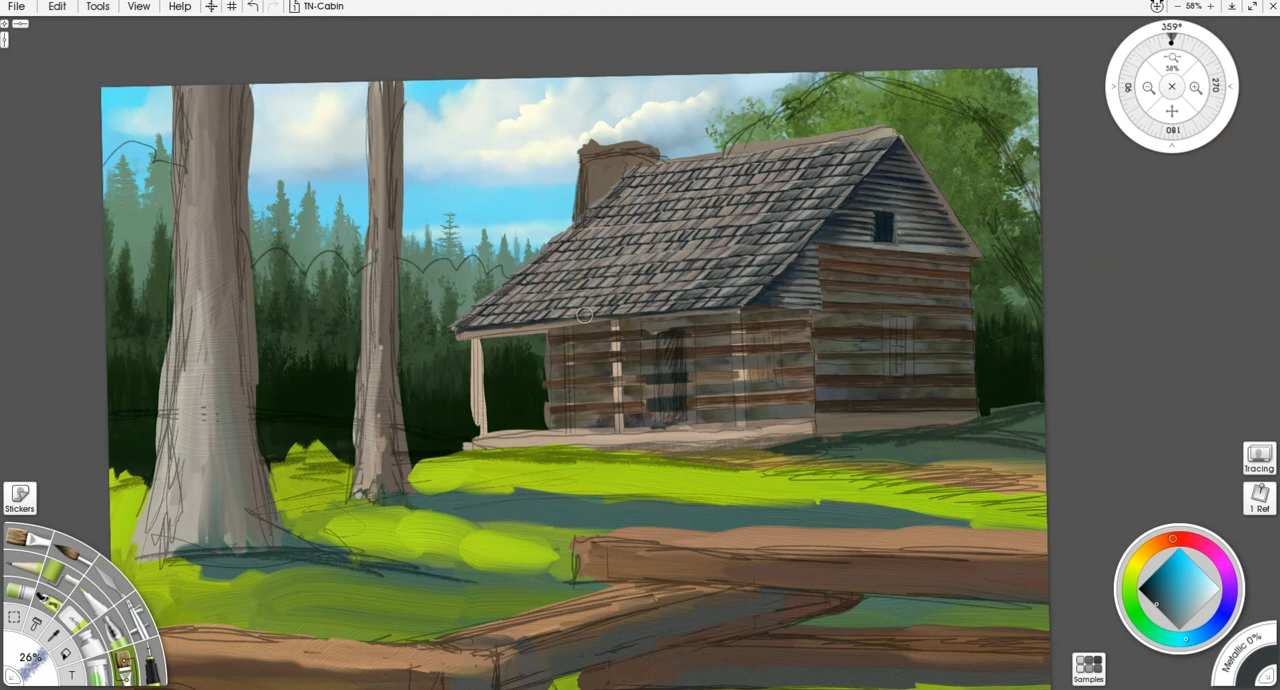 File Edit Tools View Help TN-Cabin 58%
359°
58%
90 270
180
Tracing
1 Ref
Stickers
26%
T
Metallic 0%
Samples